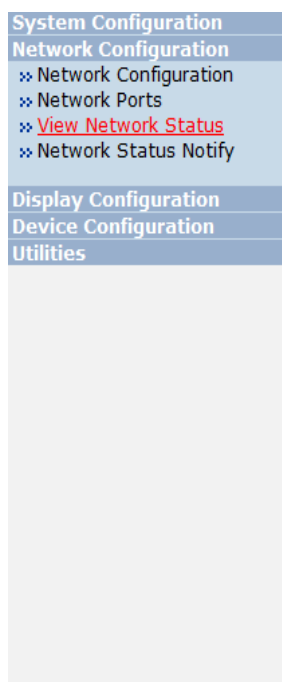 System Configuration
Network Configuration
» Network Configuration
» Network Ports
» View Network Status
» Network Status Notify
Display Configuration
Device Configuration
Utilities